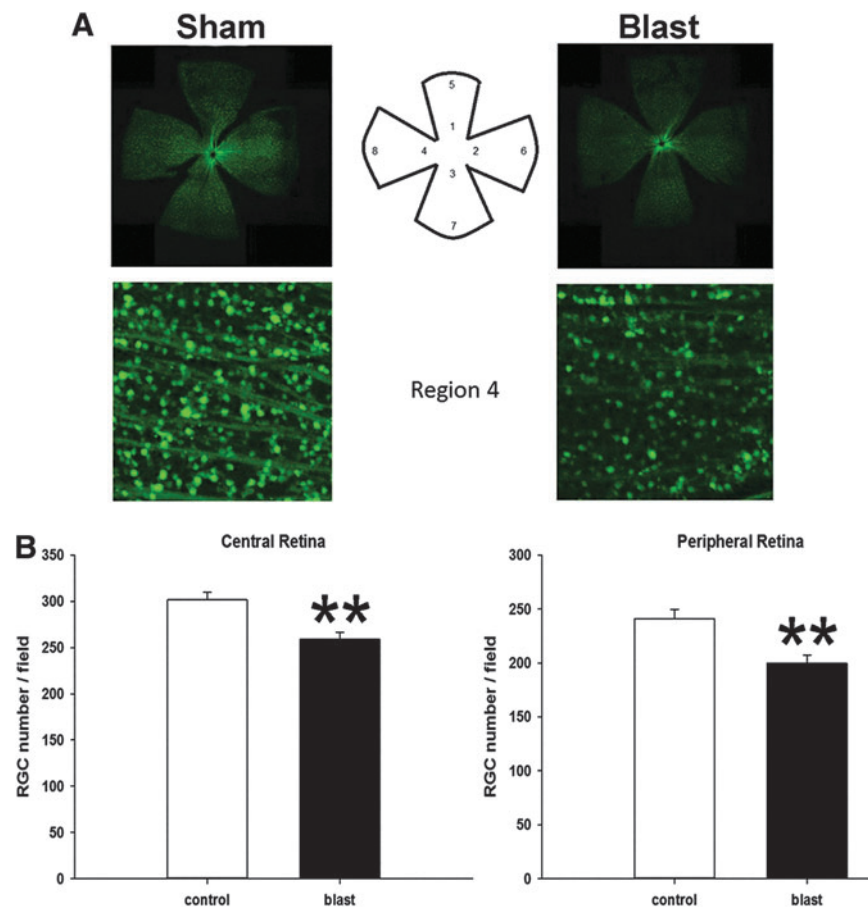 A
Sham
Blast
5
1
8 4 2 6
3
7
Region 4
B
Central Retina
350
300
250
200
150
100
50
0
RGC number / field
**
control blast
Peripheral Retina
300
250
200
150
100
50
0
RGC number / field
**
control blast